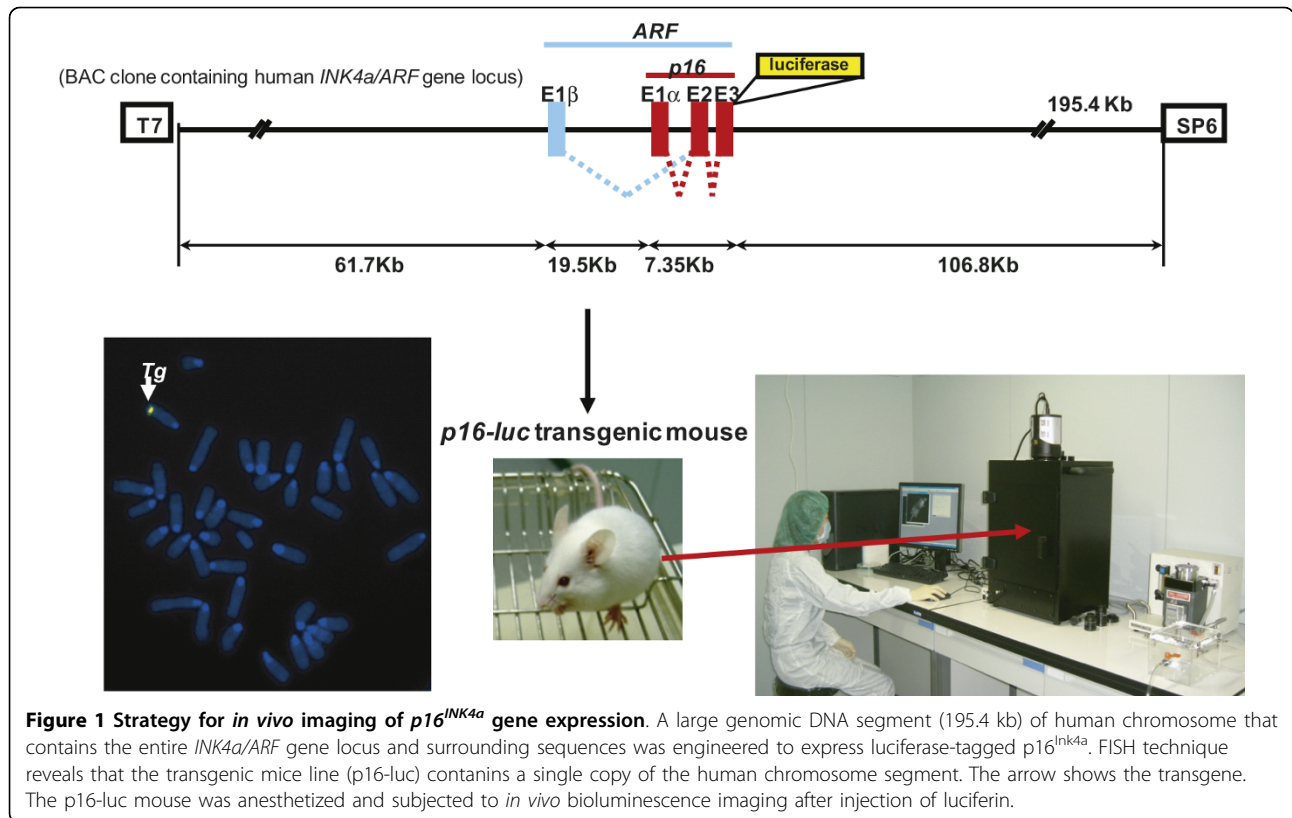 ARF
(BAC clone containing human INK4a/ARF gene locus)
p16
luciferase
E1β
E1α
E2
E3
195.4 Kb
T7
SP6
61.7Kb
19.5Kb
7.35Kb
106.8Kb
Tg
p16-luc transgenic mouse
Figure 1 Strategy for in vivo imaging of p16INK4a gene expression. A large genomic DNA segment (195.4 kb) of human chromosome that
contains the entire INK4a/ARF gene locus and surrounding sequences was engineered to express luciferase-tagged p16Ink4a. FISH technique
reveals that the transgenic mice line (p16-luc) contanins a single copy of the human chromosome segment. The arrow shows the transgene.
The p16-luc mouse was anesthetized and subjected to in vivo bioluminescence imaging after injection of luciferin.